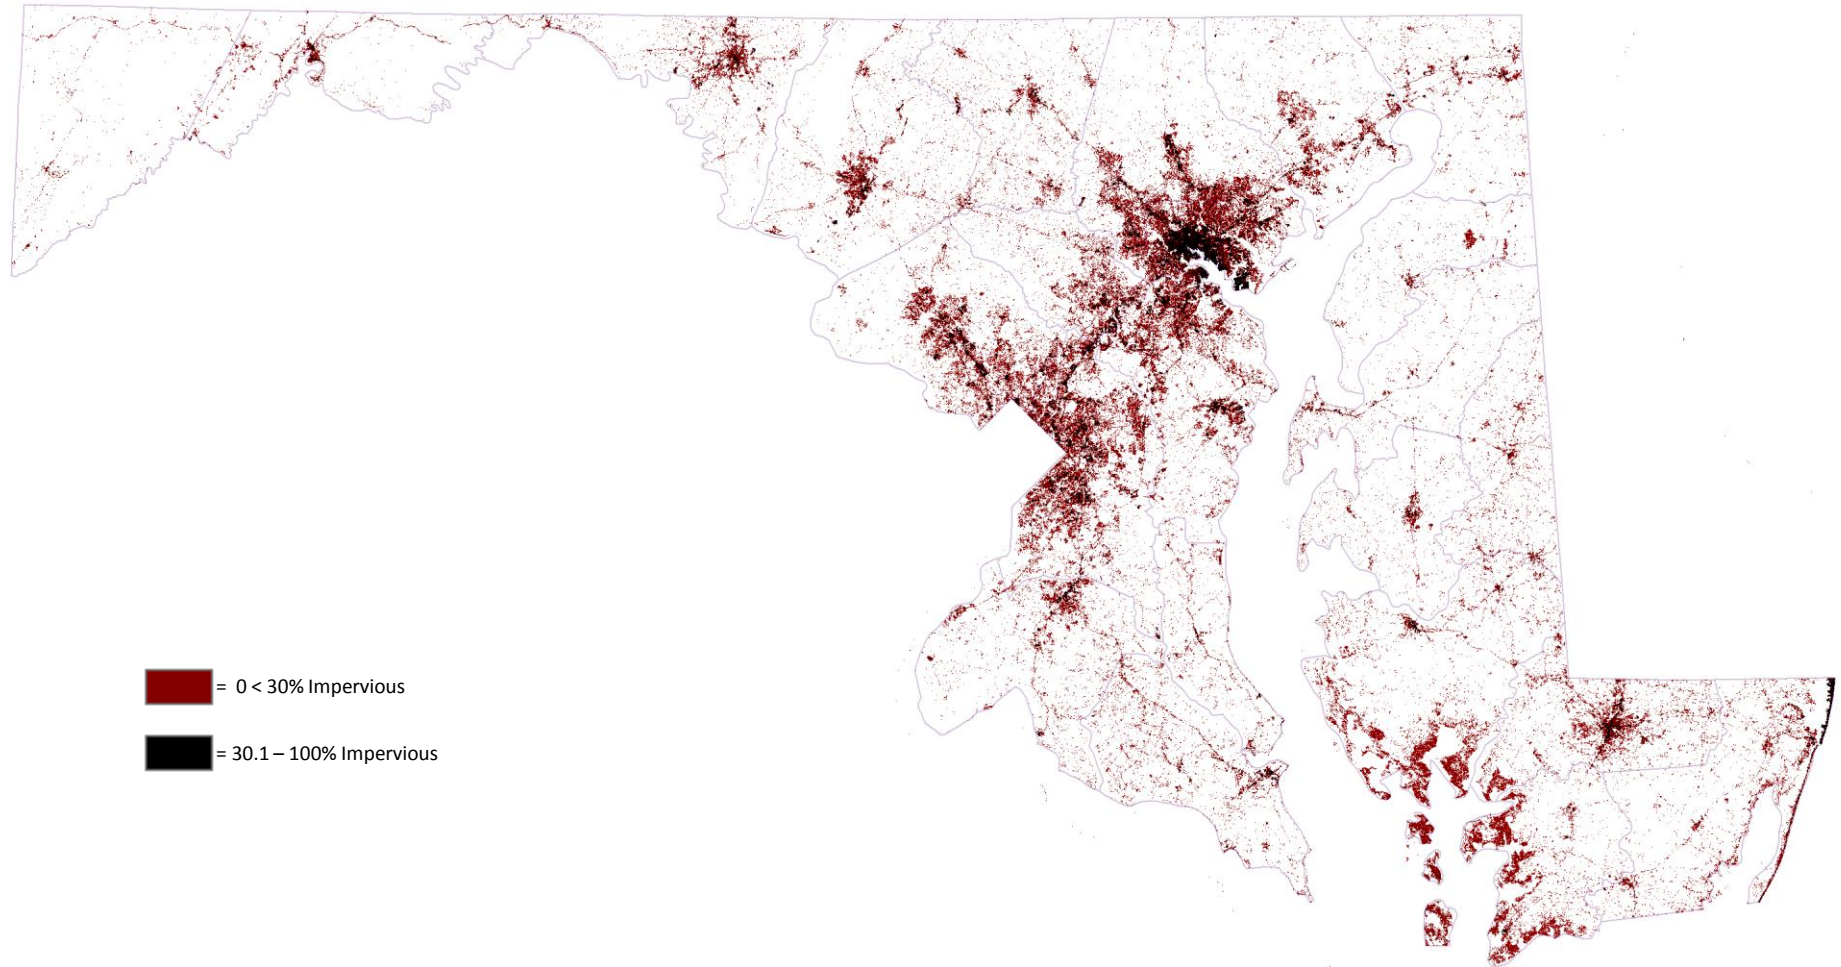 = 0 < 30% Impervious
= 30.1 – 100% Impervious